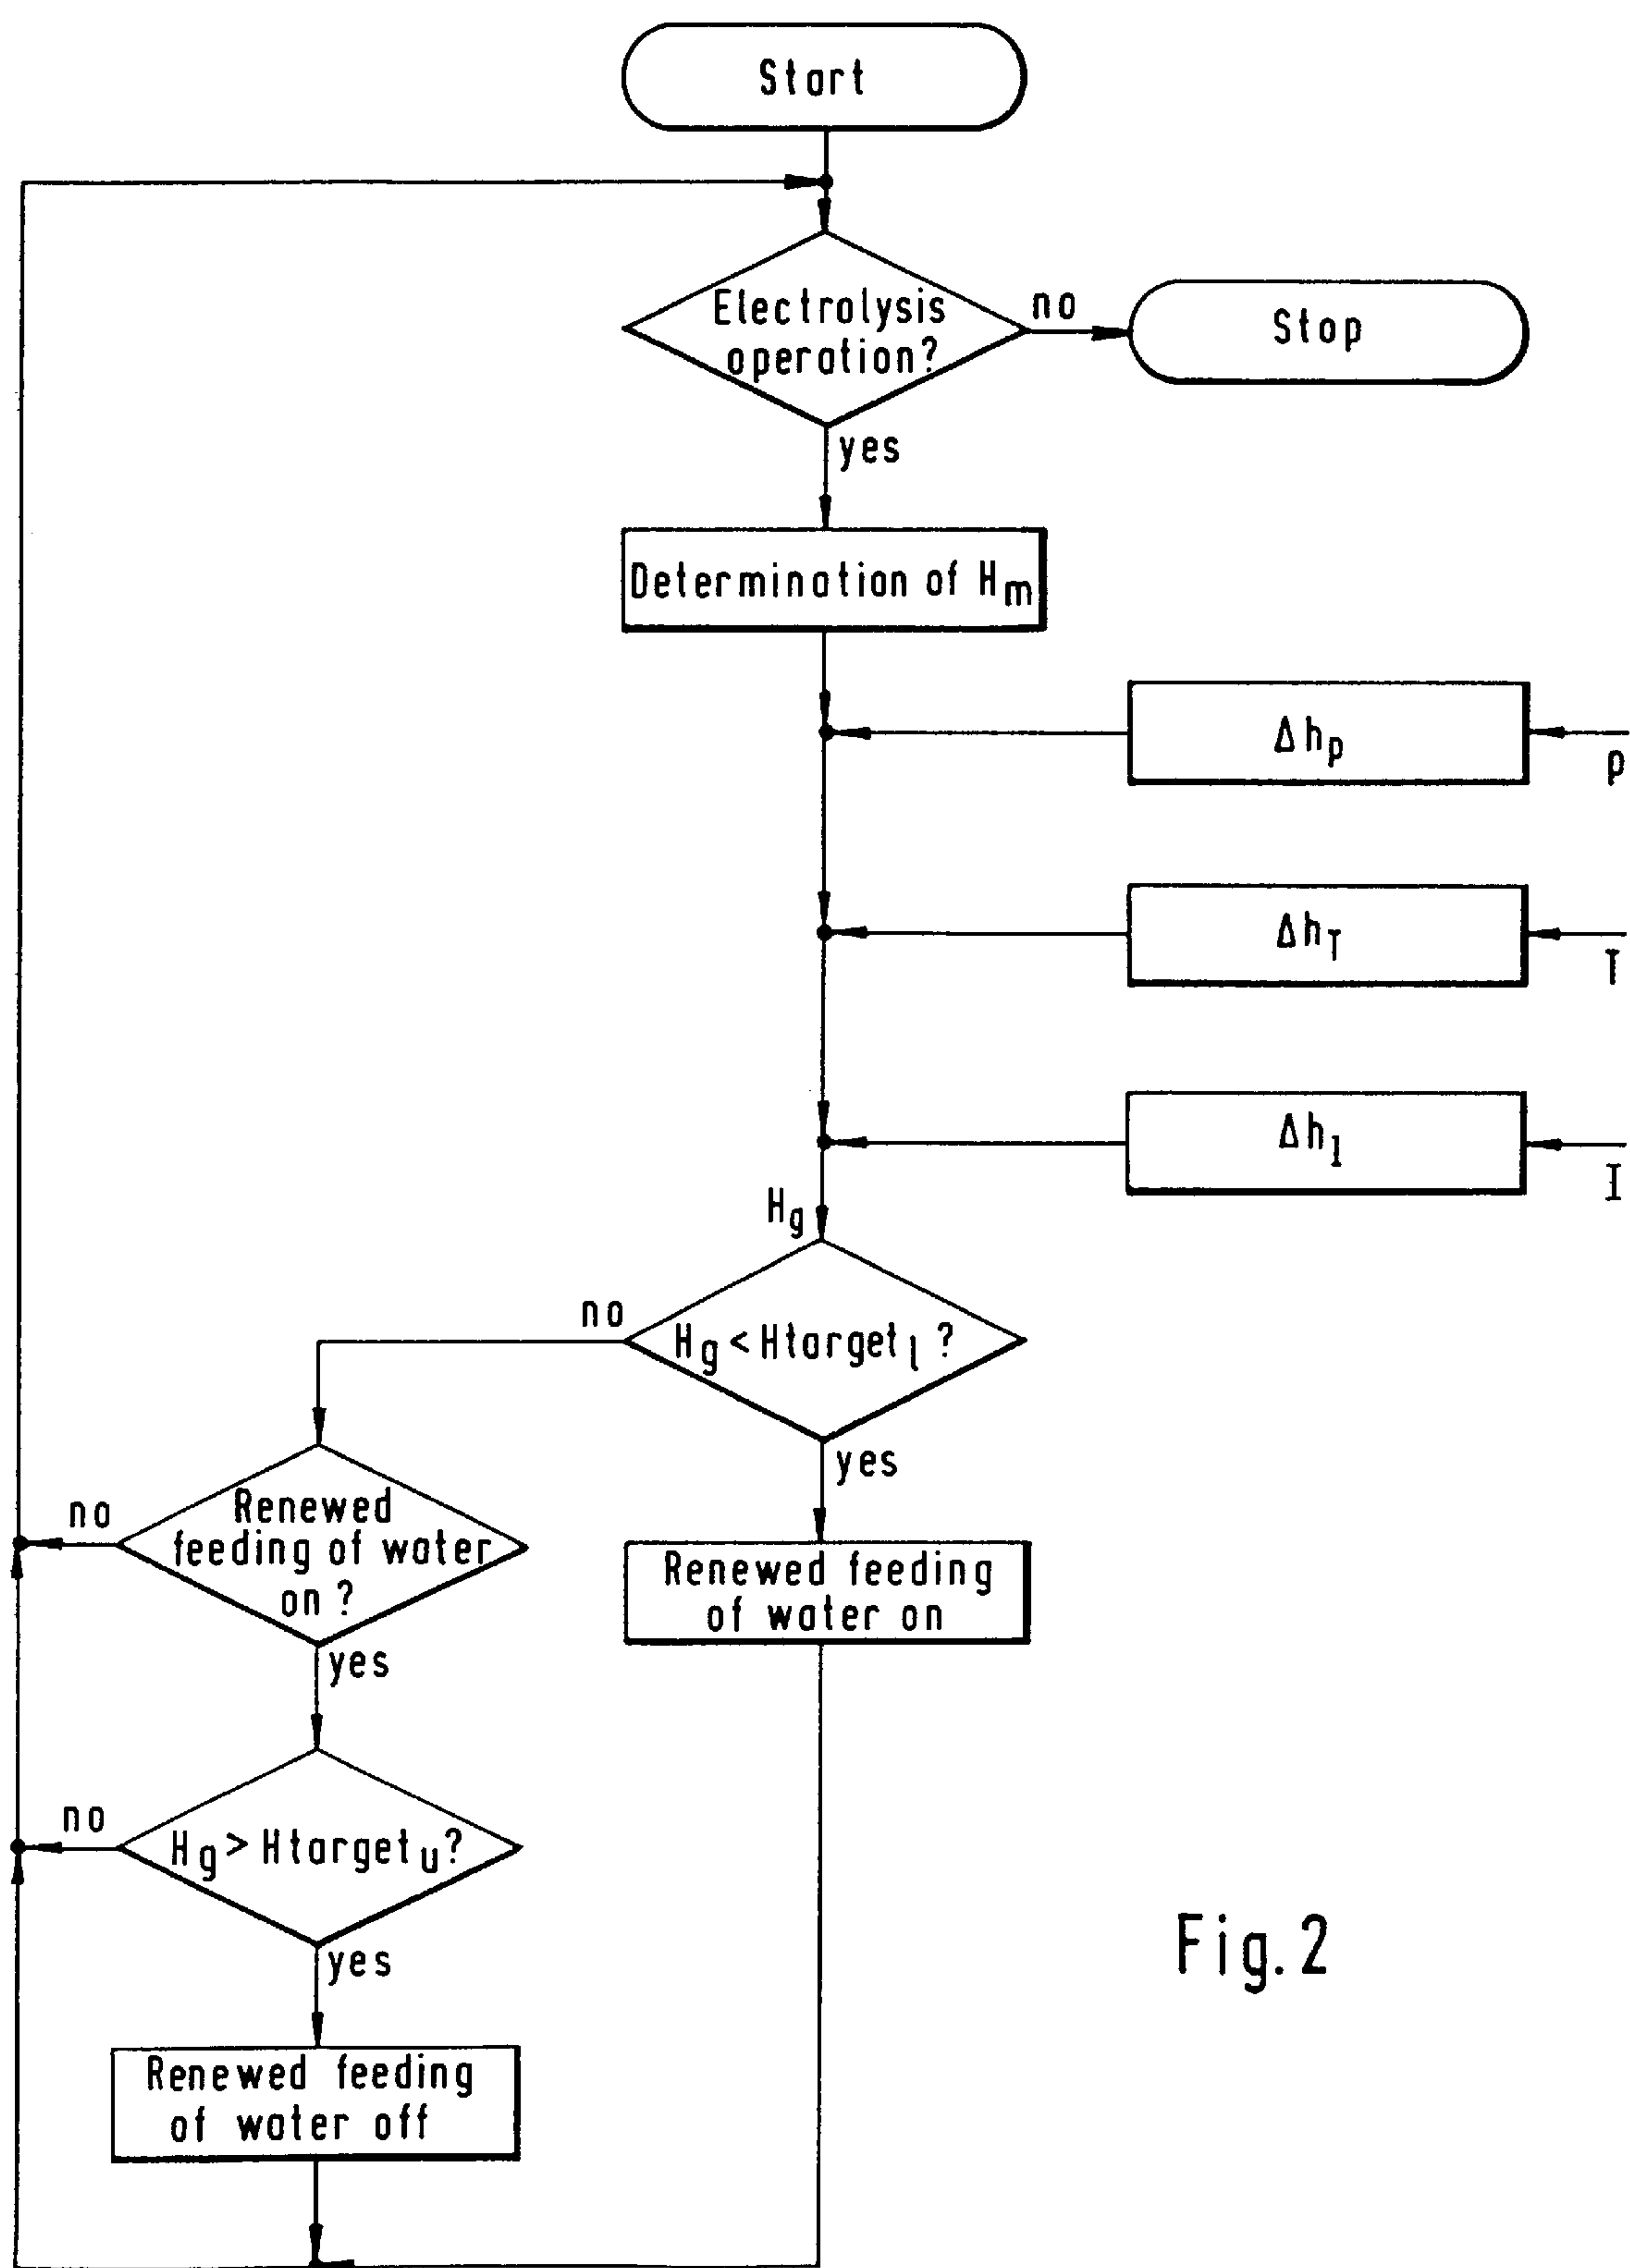 Start
Electrolysis
operation?
no
Stop
yes
Determination of Hm
Δhp
p
ΔhT
T
Δh1
I
Hg
no
Hg < Htargetl ?
yes
no
Renewed
feeding of water
on ?
Renewed feeding
of water on
yes
no
Hg > Htargetu?
yes
Fig. 2
Renewed feeding
of water off